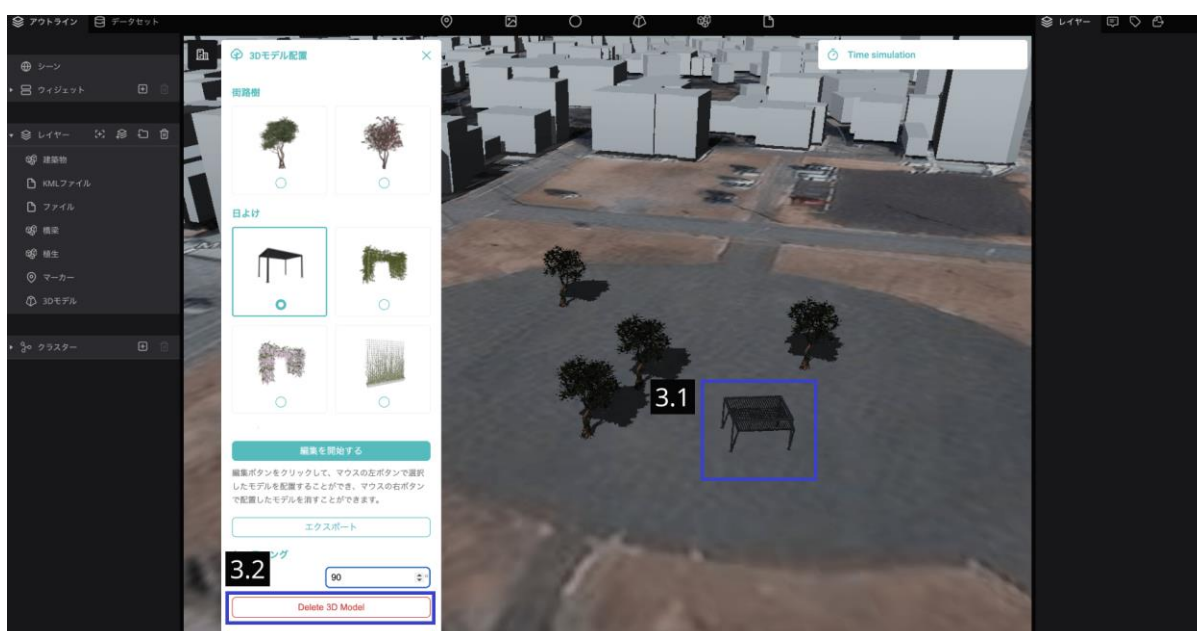 アウトライン
データセット
レイヤー
シーン
ウィジェット
レイヤー
建築物
KMLファイル
ファイル
橋梁
植生
マーカー
3Dモデル
クラスター
3Dモデル配置
街路樹
日よけ
編集を開始する
編集ボタンをクリックして、マウスの左ボタンで選択
したモデルを配置することができ、マウスの右ボタン
で配置したモデルを消すことができます。
エクスポート
ング
3.2
90
Delete 3D Model
Time simulation
3.1